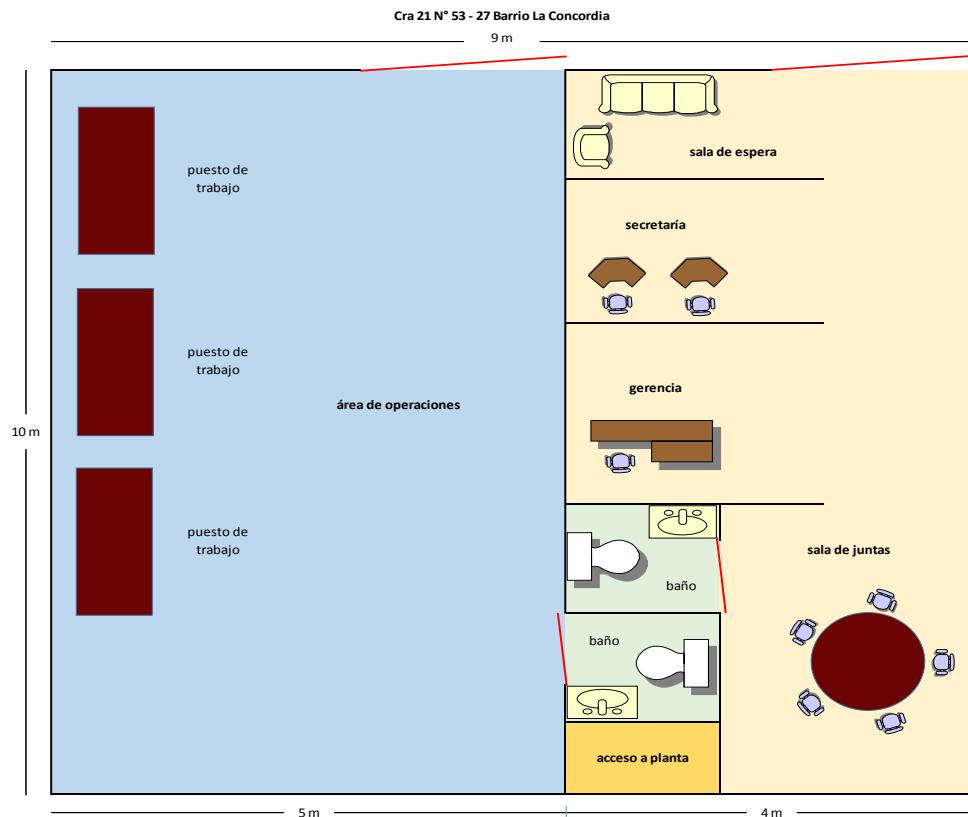 Cra 21 N° 53 - 27 Barrio La Concordia
9 m
sala de espera
puesto de
trabajo
secretaría
puesto de
trabajo
gerencia
área de operaciones
10 m
puesto de
trabajo
sala de juntas
baño
baño
acceso a planta
5 m
4 m